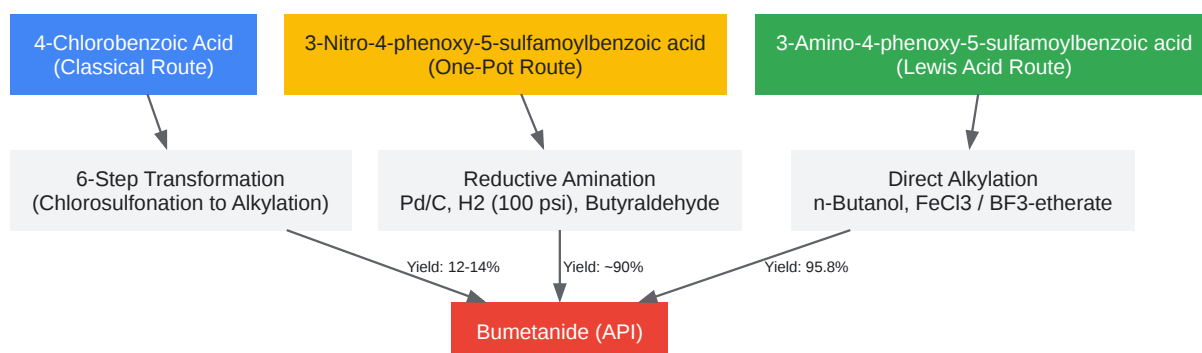 4-Chlorobenzoic Acid
(Classical Route)
3-Nitro-4-phenoxy-5-sulfamoylbenzoic acid
(One-Pot Route)
3-Amino-4-phenoxy-5-sulfamoylbenzoic acid
(Lewis Acid Route)
6-Step Transformation
(Chlorosulfonation to Alkylation)
Reductive Amination
Pd/C, H2 (100 psi), Butyraldehyde
Direct Alkylation
n-Butanol, FeCl3 / BF3-etherate
Yield: 12-14%
Yield: ~90%
Yield: 95.8%
Bumetanide (API)